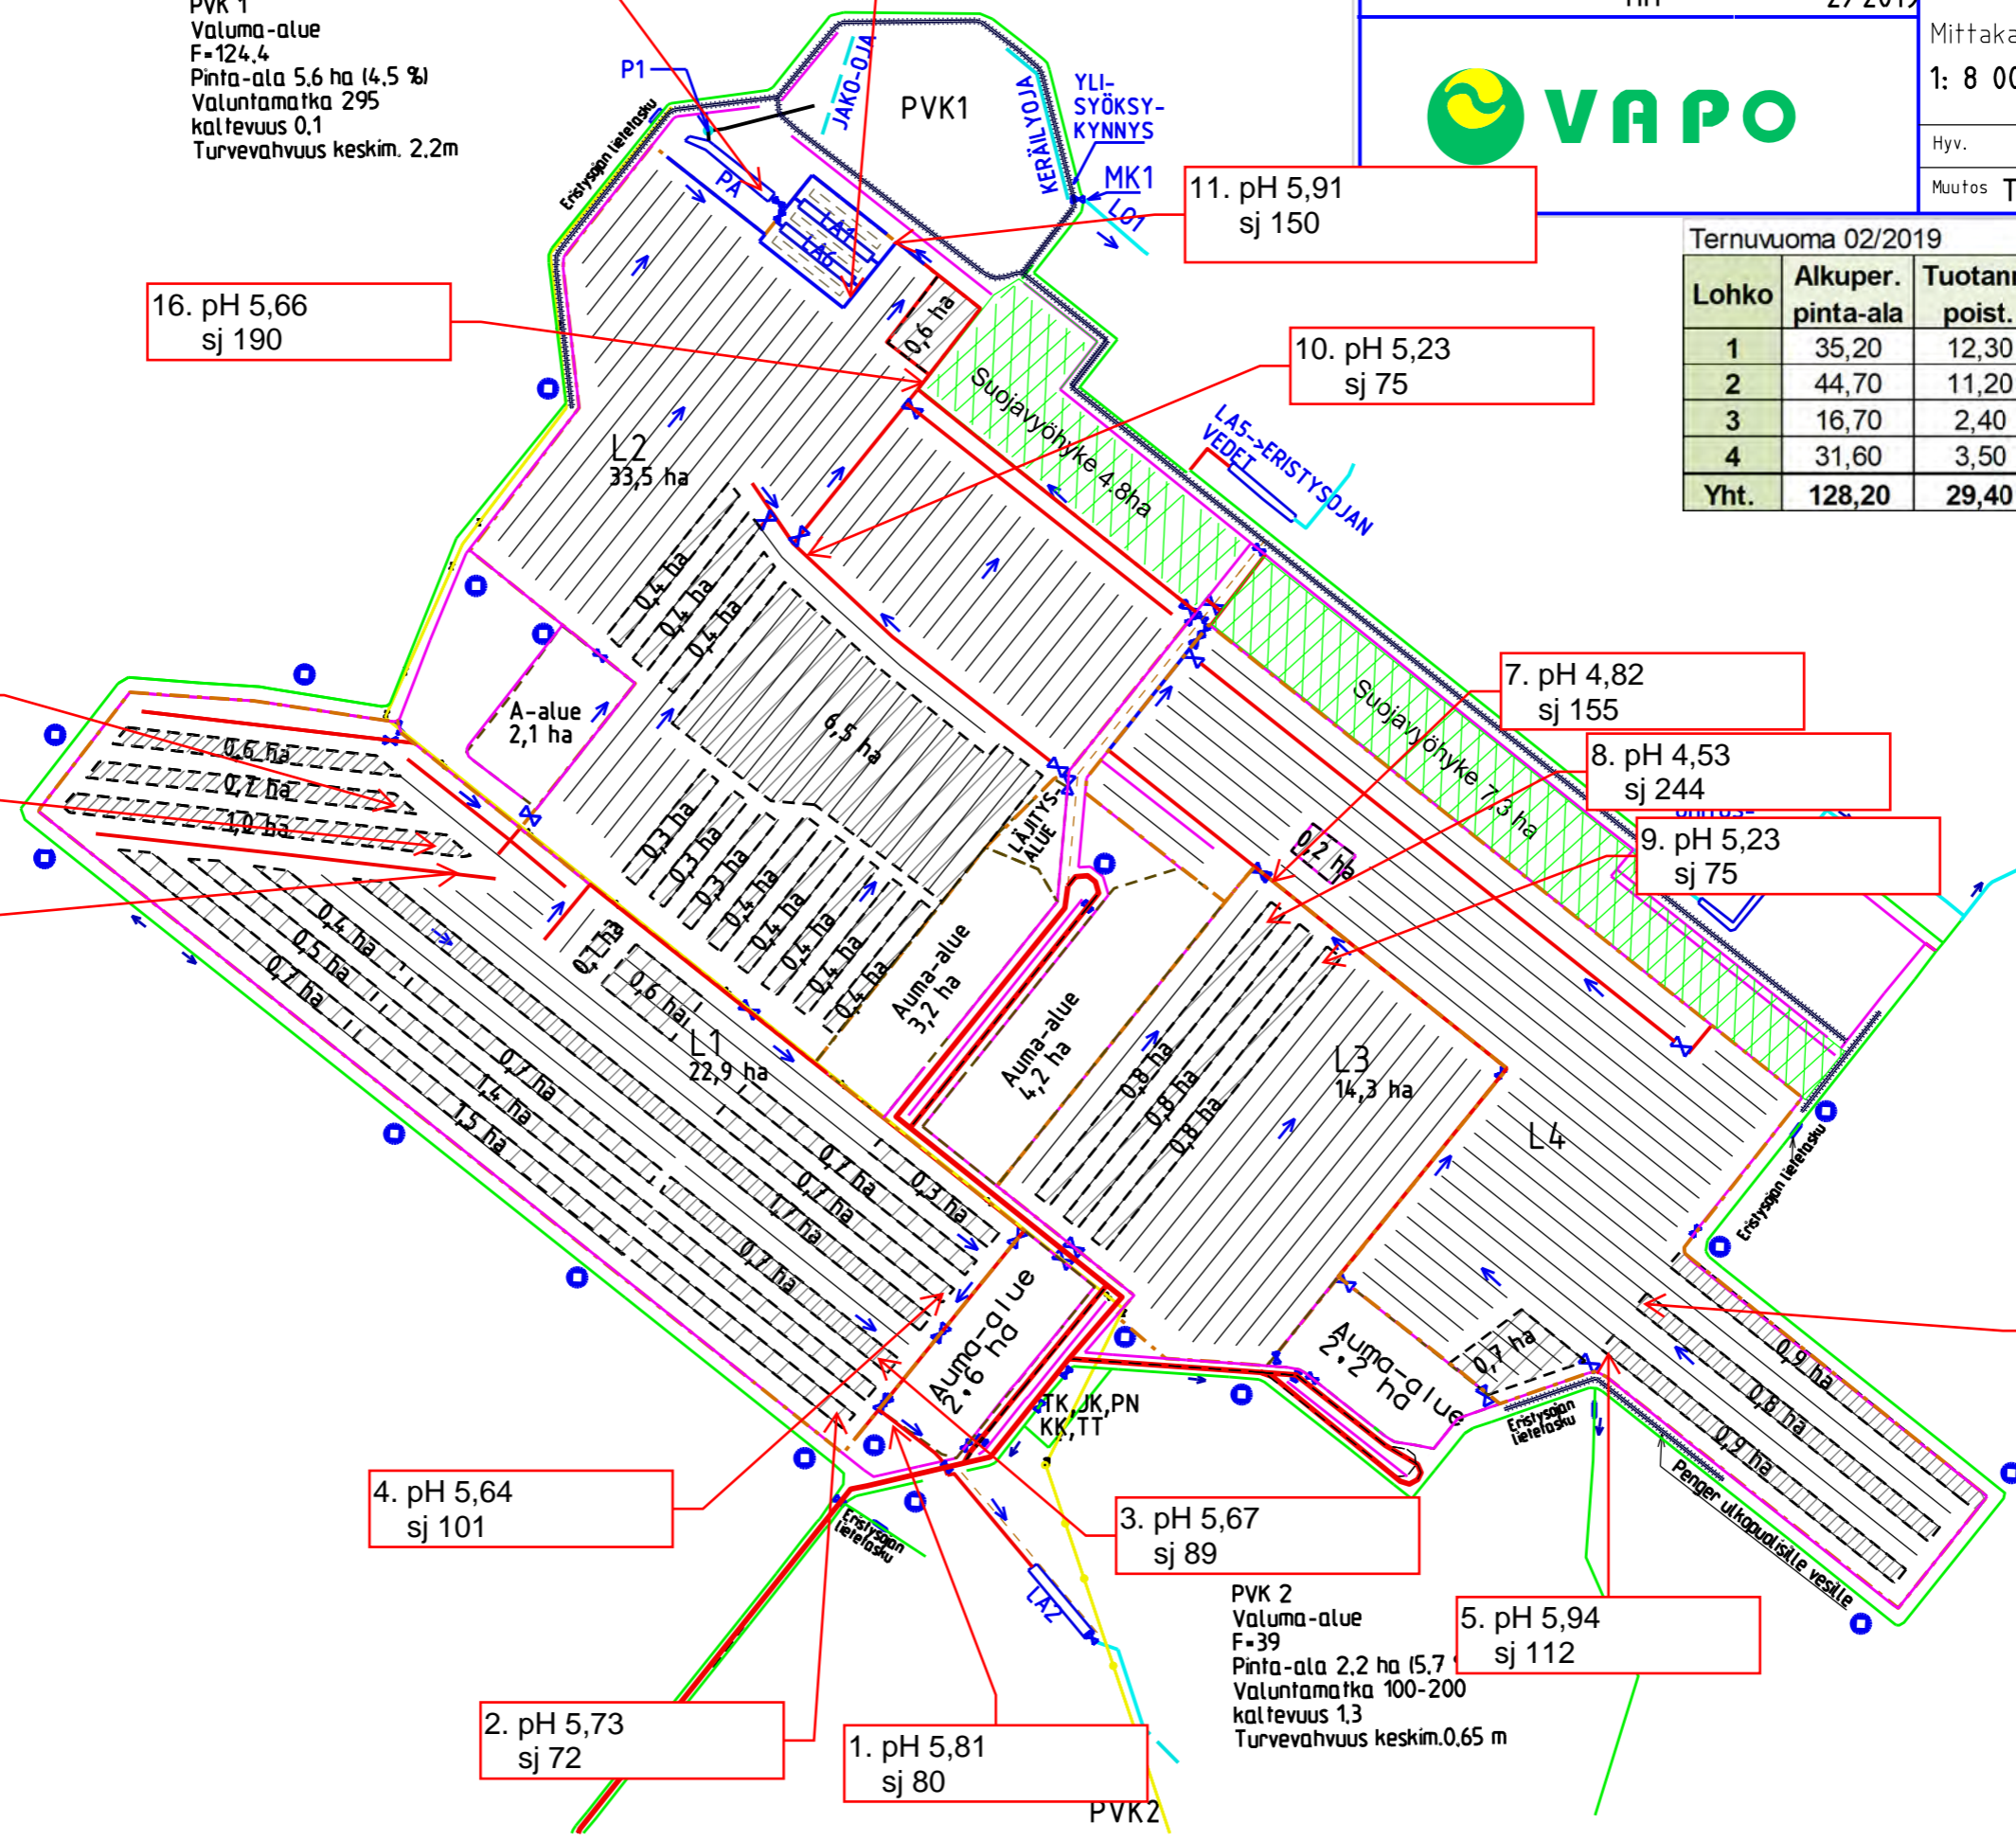 PVK 1
Valuma-alue
F=124,4
Pinta-ala 5,6 ha (4,5 %)
Valuntamatka 295
kaltevuus 0,1
Turvevahvuus keskim. 2,2m
P1
Eristysojan lietetasku
JAKO-OJA
PVK1
KERÄILYOJA
YLI-
SYÖKSY-
KYNNYS
MK1
LO1
PA
LA1
LA6
VAPO
Mittaka
1: 8 00
Hyv.
Muutos T
Ternuvuoma 02/2019
Lohko Alkuper. pinta-ala Tuotann poist.
1 35,20 12,30
2 44,70 11,20
3 16,70 2,40
4 31,60 3,50
Yht. 128,20 29,40
11. pH 5,91
sj 150
16. pH 5,66
sj 190
10. pH 5,23
sj 75
0,6 ha
Suojavyöhyke 4.8ha
LA5->ERISTYSOJAN
VEDET
L2
33,5 ha
0,4 ha
0,4 ha
0,4 ha
6,5 ha
A-alue
2,1 ha
7. pH 4,82
sj 155
8. pH 4,53
sj 244
9. pH 5,23
sj 75
Suojavyöhyke 7,3 ha
0,2 ha
LÄJITYS-
ALUE
0,6 ha
0,7 ha
1,0 ha
0,3 ha
0,3 ha
0,3 ha
0,4 ha
0,4 ha
0,4 ha
0,4 ha
0,4 ha
Auma-alue
3,2 ha
Auma-alue
4,2 ha
0,1 ha
0,6 ha
L1
22,9 ha
0,4 ha
0,5 ha
0,7 ha
0,7 ha
1,4 ha
1,5 ha
0,7 ha
0,7 ha
1,7 ha
0,7 ha
0,3 ha
0,8 ha
0,8 ha
0,8 ha
L3
14,3 ha
L4
Eristysojan lietetasku
Auma-alue
2,6 ha
Auma-alue
2,2 ha
0,7 ha
0,9 ha
0,8 ha
0,9 ha
Eristysojan
lietetasku
Penger ulkopuolisille vesille
TK,JK,PN
KK,TT
4. pH 5,64
sj 101
Eristysojan
lietetasku
3. pH 5,67
sj 89
LA2
PVK 2
Valuma-alue
F=39
Pinta-ala 2,2 ha (5,7
Valuntamatka 100-200
kaltevuus 1,3
Turvevahvuus keskim.0,65 m
5. pH 5,94
sj 112
2. pH 5,73
sj 72
1. pH 5,81
sj 80
PVK2